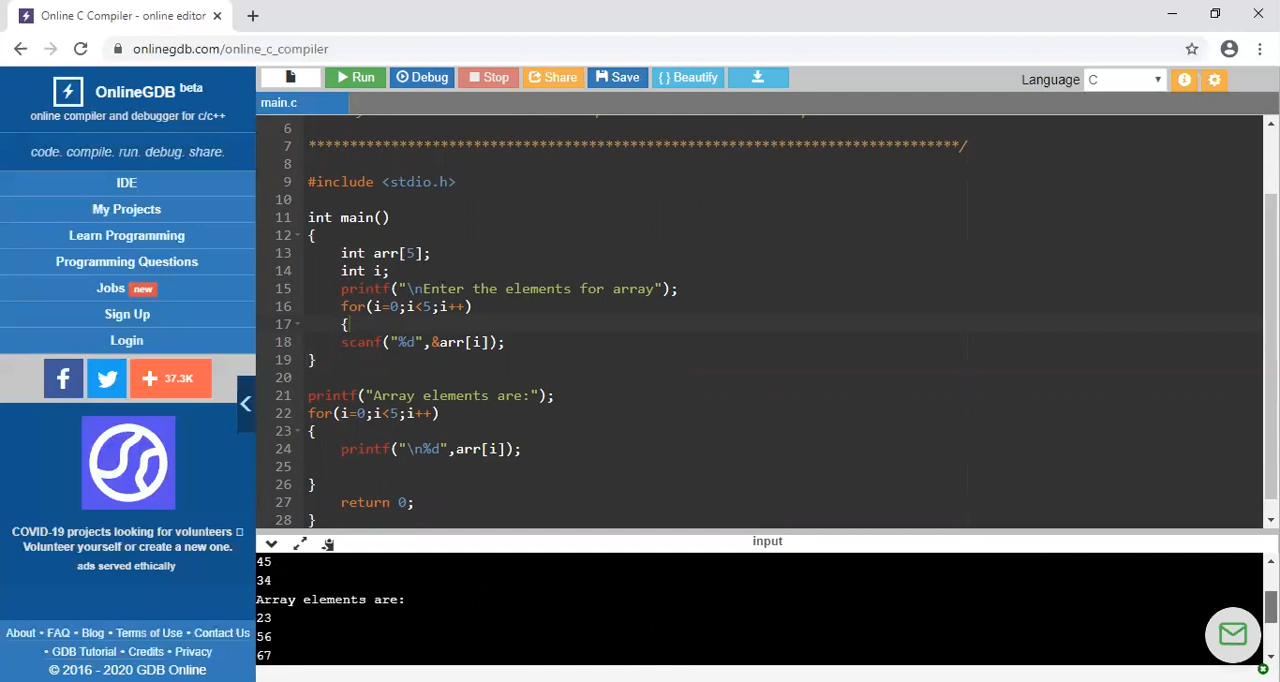 Online C Compiler - online editor
onlinegdb.com/online_c_compiler
OnlineGDB beta
online compiler and debugger for c/c++
code. compile. run. debug. share.
IDE
My Projects
Learn Programming
Programming Questions
Jobs new
Sign Up
Login
37.3K
COVID-19 projects looking for volunteers
Volunteer yourself or create a new one.
ads served ethically
About • FAQ • Blog • Terms of Use • Contact Us
• GDB Tutorial • Credits • Privacy
© 2016 - 2020 GDB Online
Run Debug Stop Share Save { } Beautify
Language C
main.c
6
7 *******************************************************************************/
8
9 #include <stdio.h>
10
11 int main()
12 {
13 int arr[5];
14 int i;
15 printf("\nEnter the elements for array");
16 for(i=0;i<5;i++)
17 {
18 scanf("%d",&arr[i]);
19 }
20
21 printf("Array elements are:");
22 for(i=0;i<5;i++)
23 {
24 printf("\n%d",arr[i]);
25
26 }
27 return 0;
28 }
input
45
34
Array elements are:
23
56
67